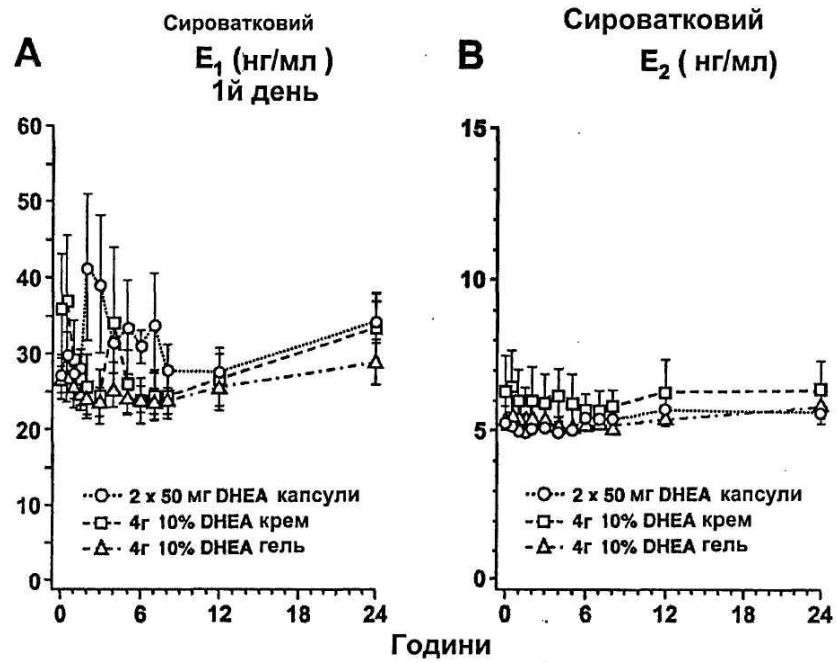 Сироватковий
A
E₁ (нг/мл )
1й день
60
50
40
30
20
10
0
2 x 50 мг DHEA капсули
4г 10% DHEA крем
4г 10% DHEA гель
0 6 12 18 24
Сироватковий
B
E₂ ( нг/мл)
15
10
5
0
2 x 50 мг DHEA капсули
4г 10% DHEA крем
4г 10% DHEA гель
0 6 12 18 24
Години